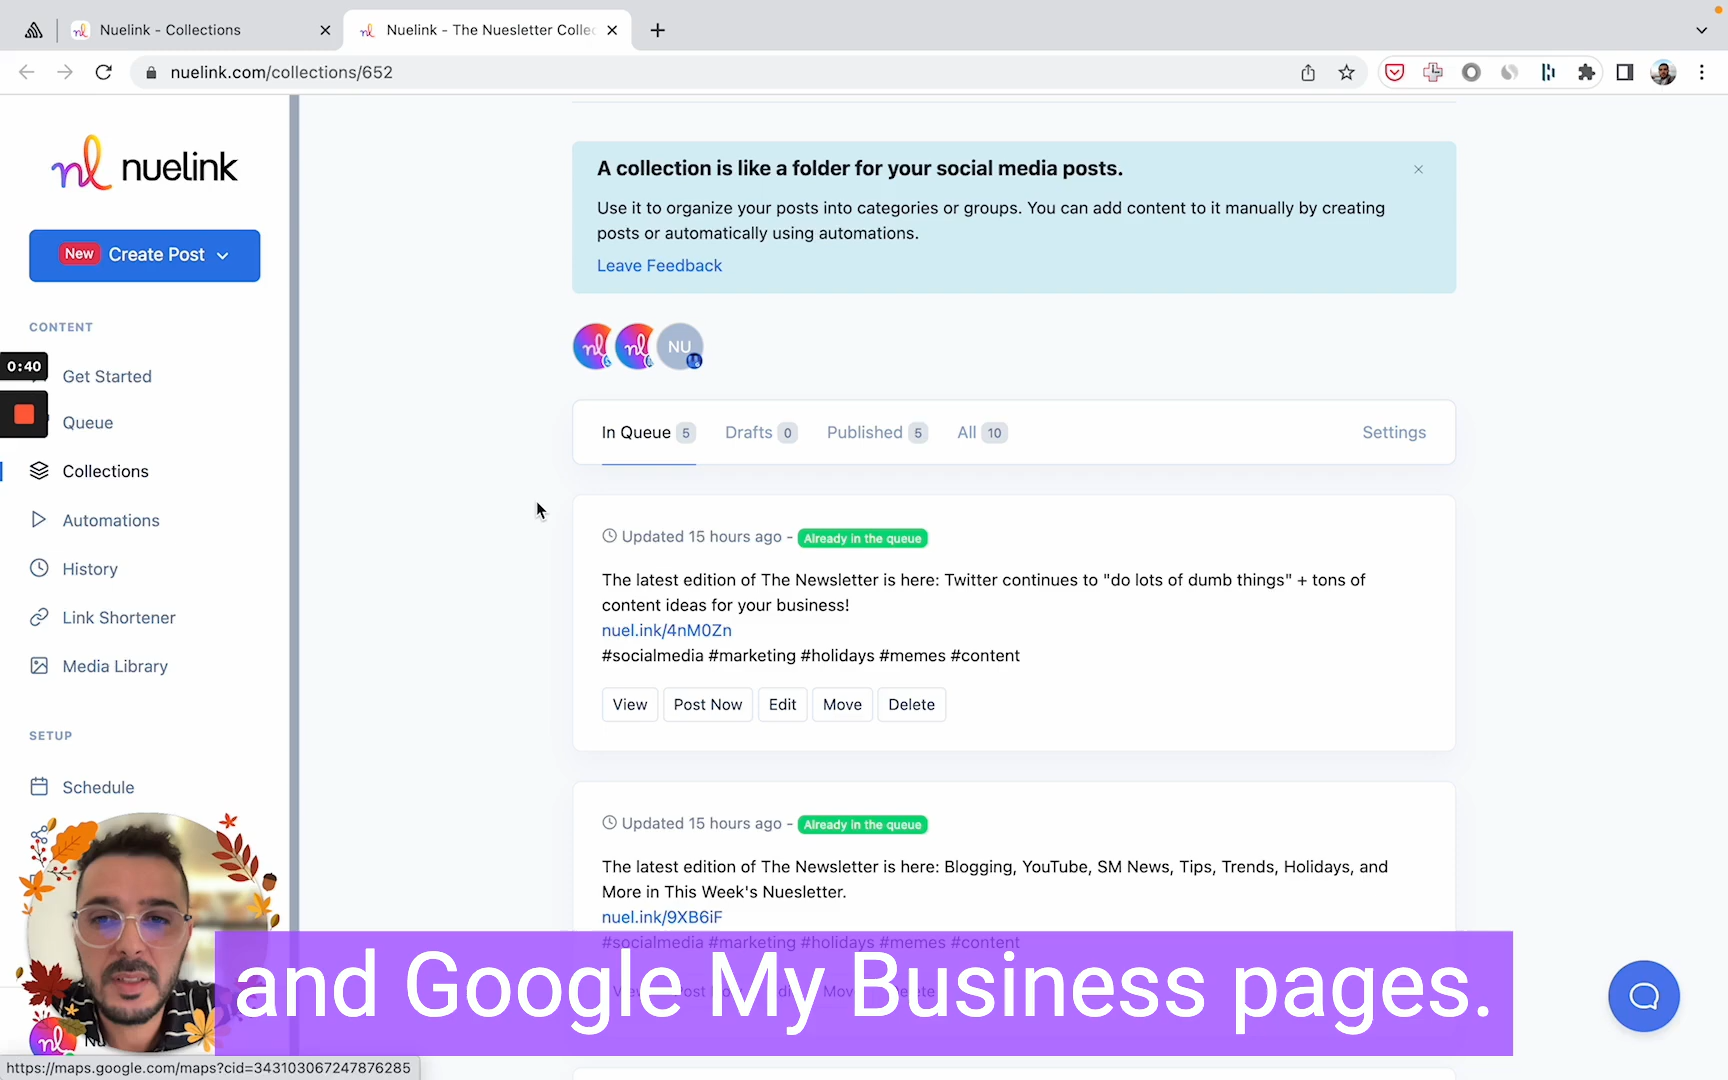 Nuelink - Collections
Nuelink - The Nuesletter Collec
nuelink.com/collections/652
nl nuelink
New Create Post
CONTENT
0:40
Get Started
Queue
Collections
Automations
History
Link Shortener
Media Library
SETUP
Schedule
A collection is like a folder for your social media posts.
Use it to organize your posts into categories or groups. You can add content to it manually by creating
posts or automatically using automations.
Leave Feedback
nl nl NU
In Queue 5 Drafts 0 Published 5 All 10 Settings
Updated 15 hours ago - Already in the queue
The latest edition of The Newsletter is here: Twitter continues to "do lots of dumb things" + tons of
content ideas for your business!
nuel.ink/4nM0Zn
#socialmedia #marketing #holidays #memes #content
View Post Now Edit Move Delete
Updated 15 hours ago - Already in the queue
The latest edition of The Newsletter is here: Blogging, YouTube, SM News, Tips, Trends, Holidays, and
More in This Week's Nuesletter.
nuel.ink/9XB6iF
#socialmedia #marketing #holidays #memes #content
and Google My Business pages.
nl
https://maps.google.com/maps?cid=343103067247876285